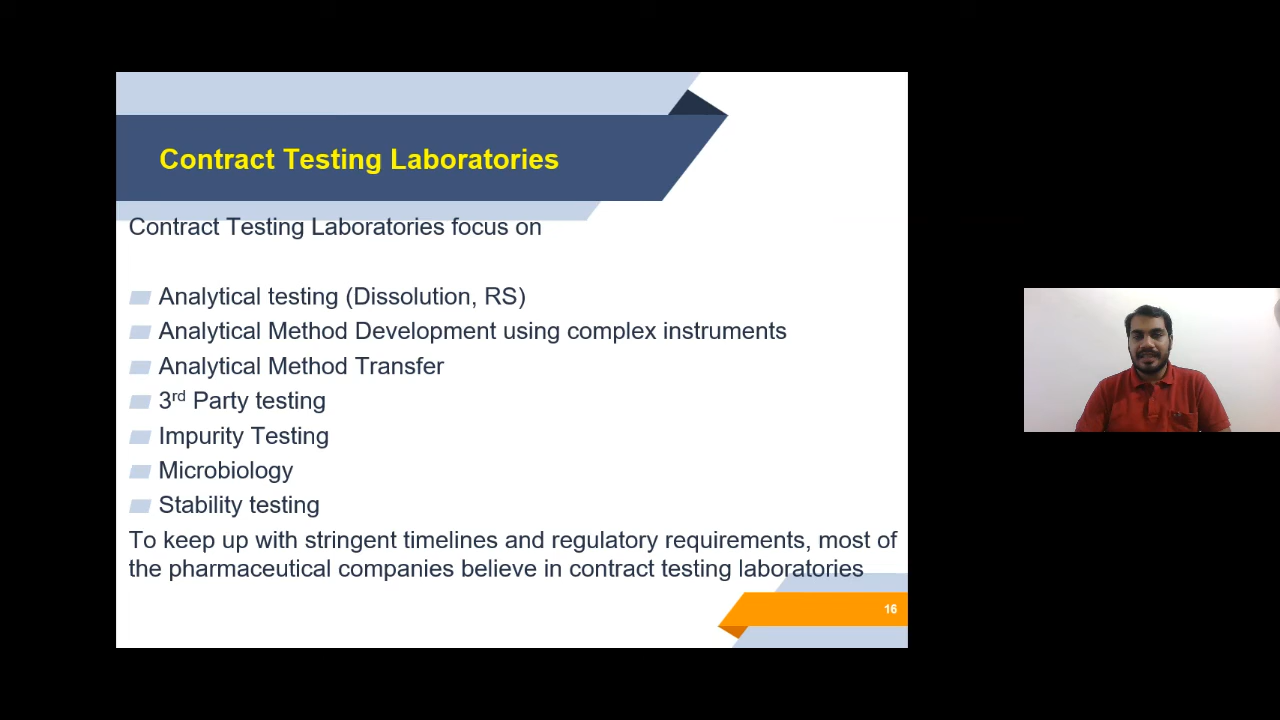 Contract Testing Laboratories
Contract Testing Laboratories focus on
Analytical testing (Dissolution, RS)
Analytical Method Development using complex instruments
Analytical Method Transfer
3rd Party testing
Impurity Testing
Microbiology
Stability testing
To keep up with stringent timelines and regulatory requirements, most of
the pharmaceutical companies believe in contract testing laboratories
16